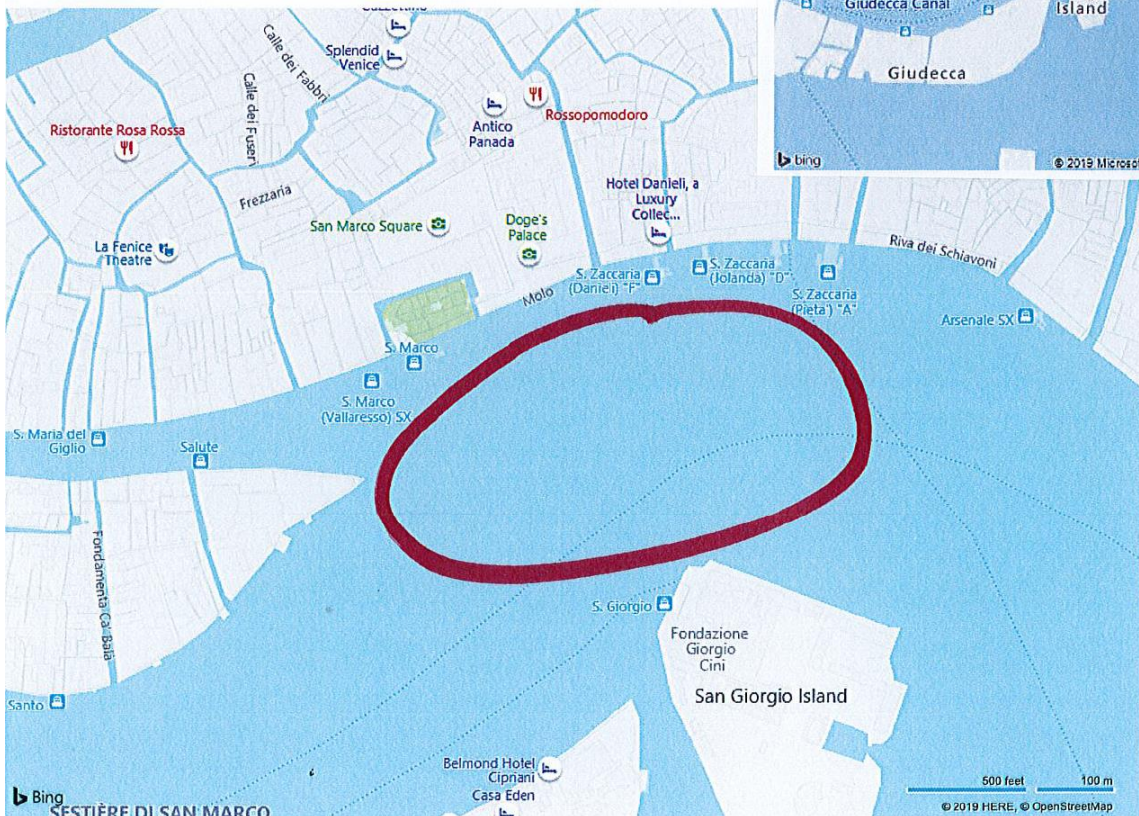 Giudecca Canal
Island
Giudecca
bing
© 2019 Microsoft
Splendid
Venice
Calle dei Fabbri
Calle dei Fuseri
Antico
Panada
Rossopomodoro
Ristorante Rosa Rossa
Frezzaria
Hotel Danieli, a
Luxury
Collec...
San Marco Square
Doge's
Palace
La Fenice
Theatre
Riva dei Schiavoni
S. Zaccaria
(Danieli) "F"
S. Zaccaria
(Jolanda) "D"
S. Zaccaria
(Pietà) "A"
Molo
Arsenale SX
S. Marco
S. Marco
(Vallaresso) SX
S. Maria del
Giglio
Salute
Fondamenta Ca' Balà
S. Giorgio
Fondazione
Giorgio
Cini
San Giorgio Island
Santo
Belmond Hotel
Cipriani
Casa Eden
500 feet
100 m
Bing
SESTIÈRE DI SAN MARCO
© 2019 HERE, © OpenStreetMap